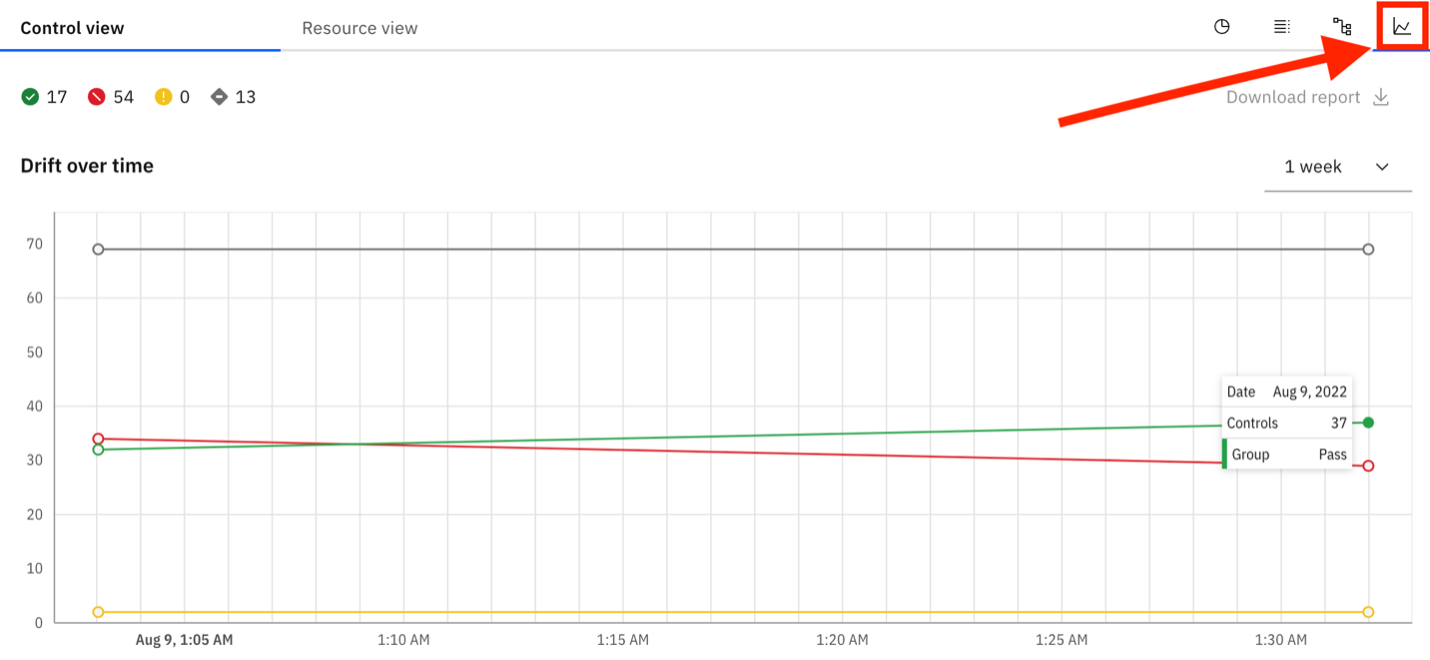 Control view Resource view
17 54 0 13
Download report
Drift over time
1 week
70
60
50
40
30
20
10
0
Date Aug 9, 2022
Controls 37
Group Pass
Aug 9, 1:05 AM 1:10 AM 1:15 AM 1:20 AM 1:25 AM 1:30 AM